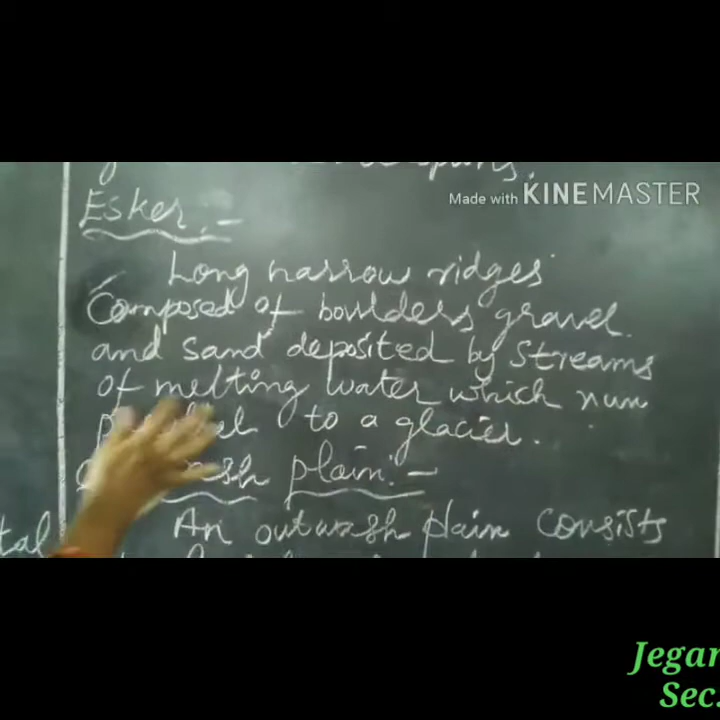 Made with KINEMASTER
Esker :-
Long narrow ridges
Composed of boulders gravel
and sand deposited by streams
of melting water which run
to a glacier.
plain :-
An outwash plain consists
tal
Jegan
Sec.